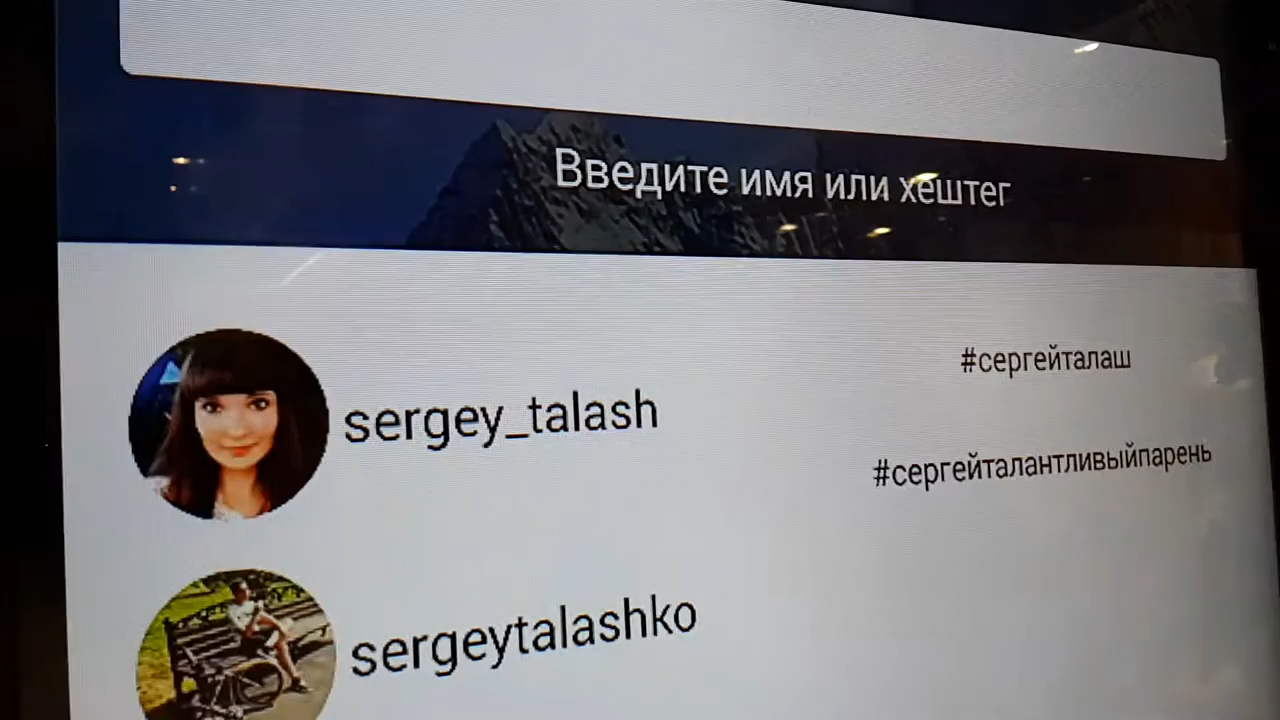 Введите имя или хештег
sergey_talash
#сергейталаш
#сергейталантливыйпарень
sergeytalashko